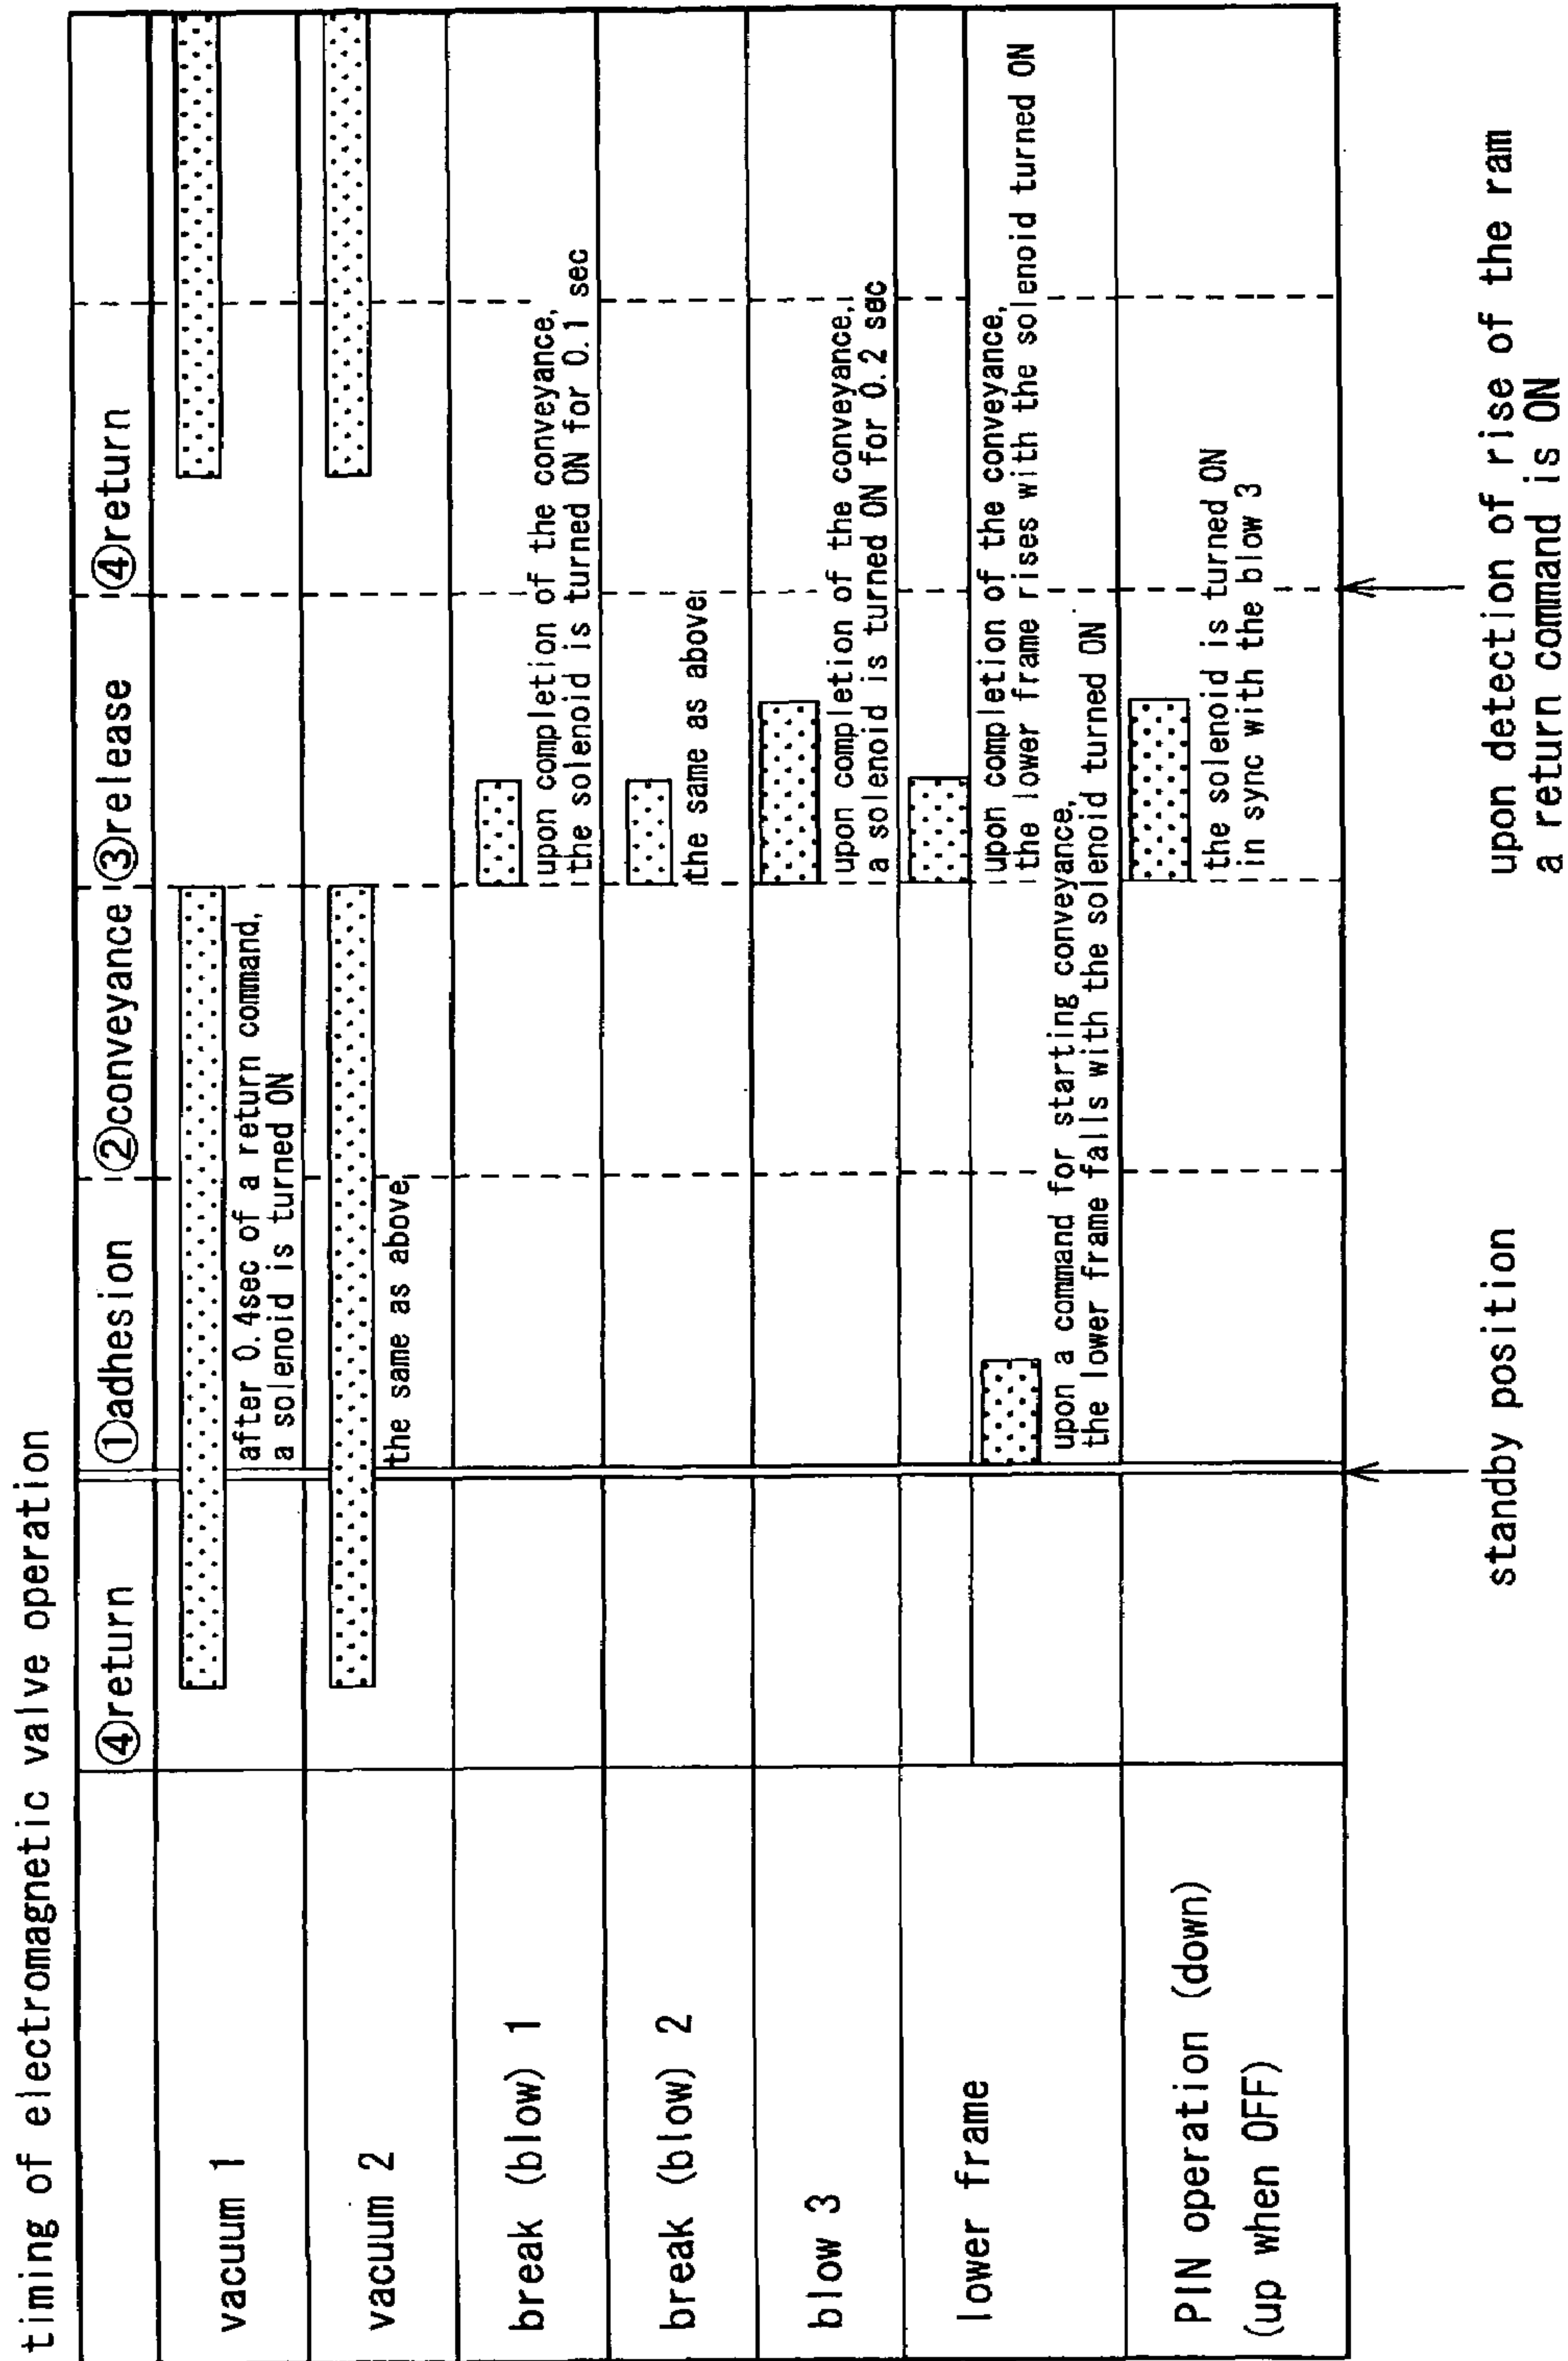 timing of electromagnetic valve operation
④return ①adhesion ②conveyance ③release ④return
vacuum 1
after 0.4sec of a return command,
a solenoid is turned ON
vacuum 2
the same as above
break (blow) 1
upon completion of the conveyance,
the solenoid is turned ON for 0.1 sec
break (blow) 2
the same as above
blow 3
upon completion of the conveyance,
a solenoid is turned ON for 0.2 sec
lower frame
upon completion of the conveyance,
the lower frame rises with the solenoid turned ON
upon a command for starting conveyance,
the lower frame falls with the solenoid turned ON
PIN operation (down)
(up when OFF)
the solenoid is turned ON
in sync with the blow 3
standby position
upon detection of rise of the ram
a return command is ON